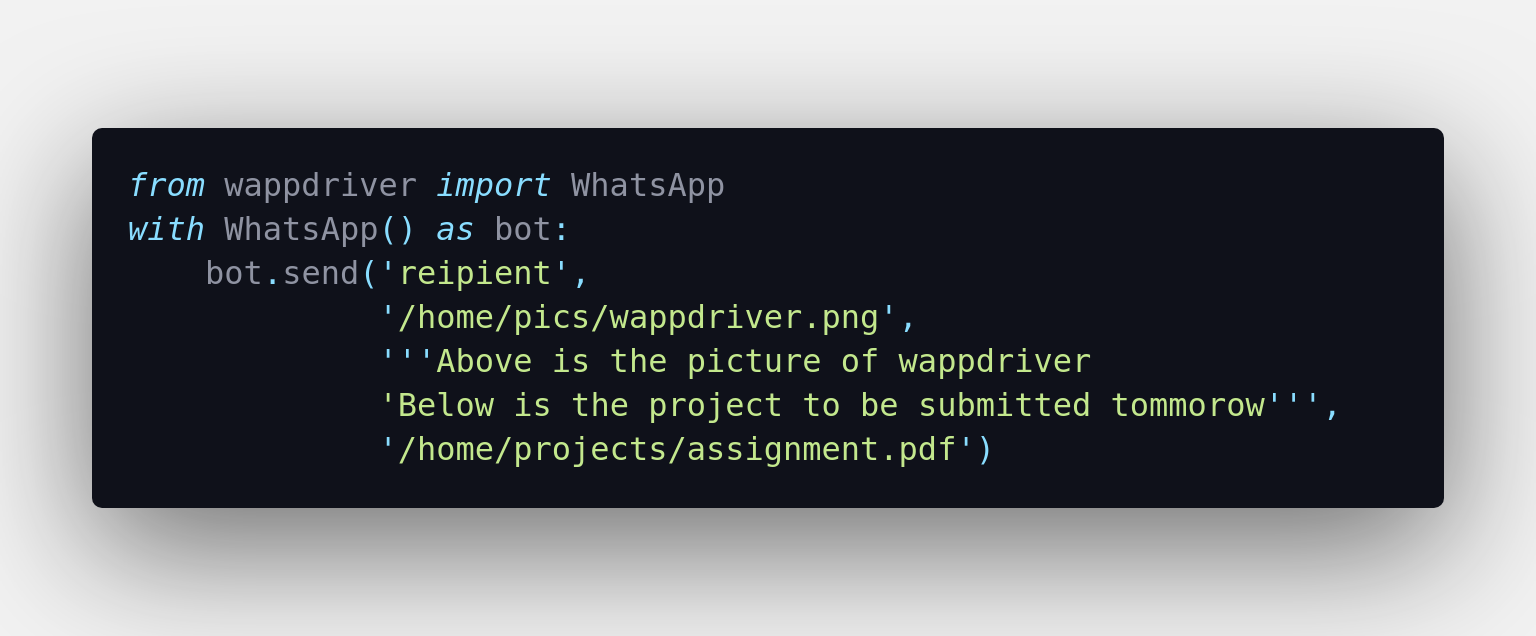 from wappdriver import WhatsApp
with WhatsApp() as bot:
    bot.send('reipient',
             '/home/pics/wappdriver.png',
             '''Above is the picture of wappdriver
             'Below is the project to be submitted tommorow''',
             '/home/projects/assignment.pdf')